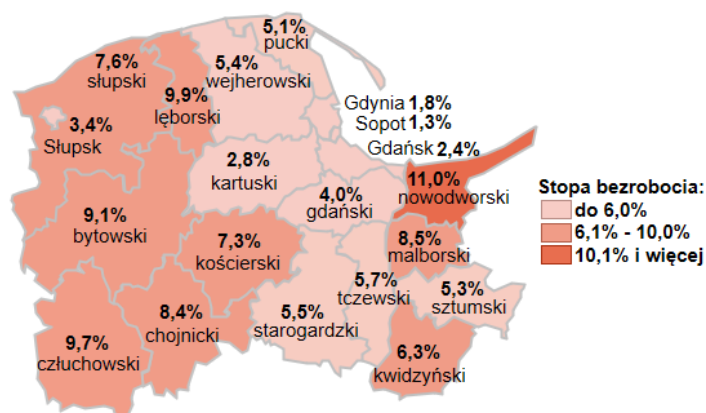 5,1%
pucki
7,6%
słupski
5,4%
wejherowski
9,9%
lęborski
Gdynia 1,8%
Sopot 1,3%
Gdańsk 2,4%
3,4%
Słupsk
2,8%
kartuski
11,0%
nowodworski
4,0%
gdański
Stopa bezrobocia:
do 6,0%
6,1% - 10,0%
10,1% i więcej
9,1%
bytowski
7,3%
kościerski
8,5%
malborski
5,7%
tczewski
5,3%
sztumski
8,4%
chojnicki
5,5%
starogardzki
9,7%
człuchowski
6,3%
kwidzyński